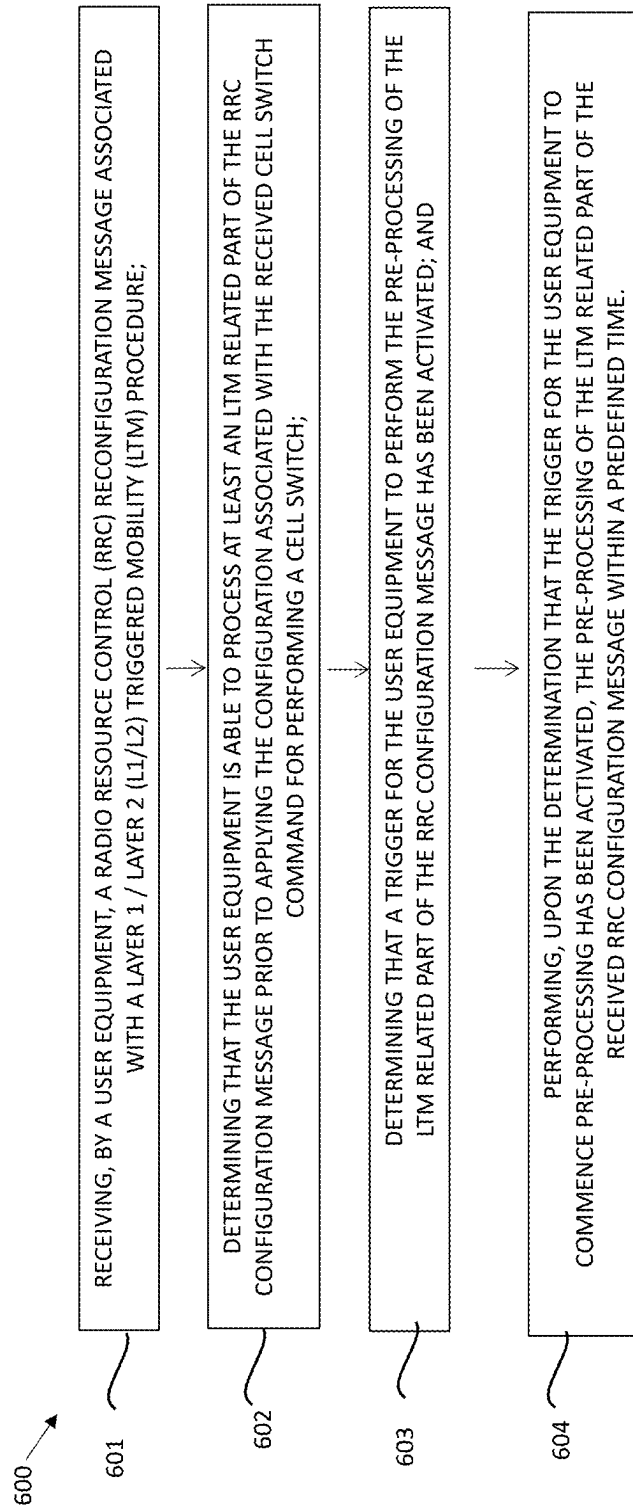 600
601
RECEIVING, BY A USER EQUIPMENT, A RADIO RESOURCE CONTROL (RRC) RECONFIGURATION MESSAGE ASSOCIATED
WITH A LAYER 1 / LAYER 2 (L1/L2) TRIGGERED MOBILITY (LTM) PROCEDURE;
602
DETERMINING THAT THE USER EQUIPMENT IS ABLE TO PROCESS AT LEAST AN LTM RELATED PART OF THE RRC
CONFIGURATION MESSAGE PRIOR TO APPLYING THE CONFIGURATION ASSOCIATED WITH THE RECEIVED CELL SWITCH
COMMAND FOR PERFORMING A CELL SWITCH;
603
DETERMINING THAT A TRIGGER FOR THE USER EQUIPMENT TO PERFORM THE PRE-PROCESSING OF THE
LTM RELATED PART OF THE RRC CONFIGURATION MESSAGE HAS BEEN ACTIVATED; AND
604
PERFORMING, UPON THE DETERMINATION THAT THE TRIGGER FOR THE USER EQUIPMENT TO
COMMENCE PRE-PROCESSING HAS BEEN ACTIVATED, THE PRE-PROCESSING OF THE LTM RELATED PART OF THE
RECEIVED RRC CONFIGURATION MESSAGE WITHIN A PREDEFINED TIME.